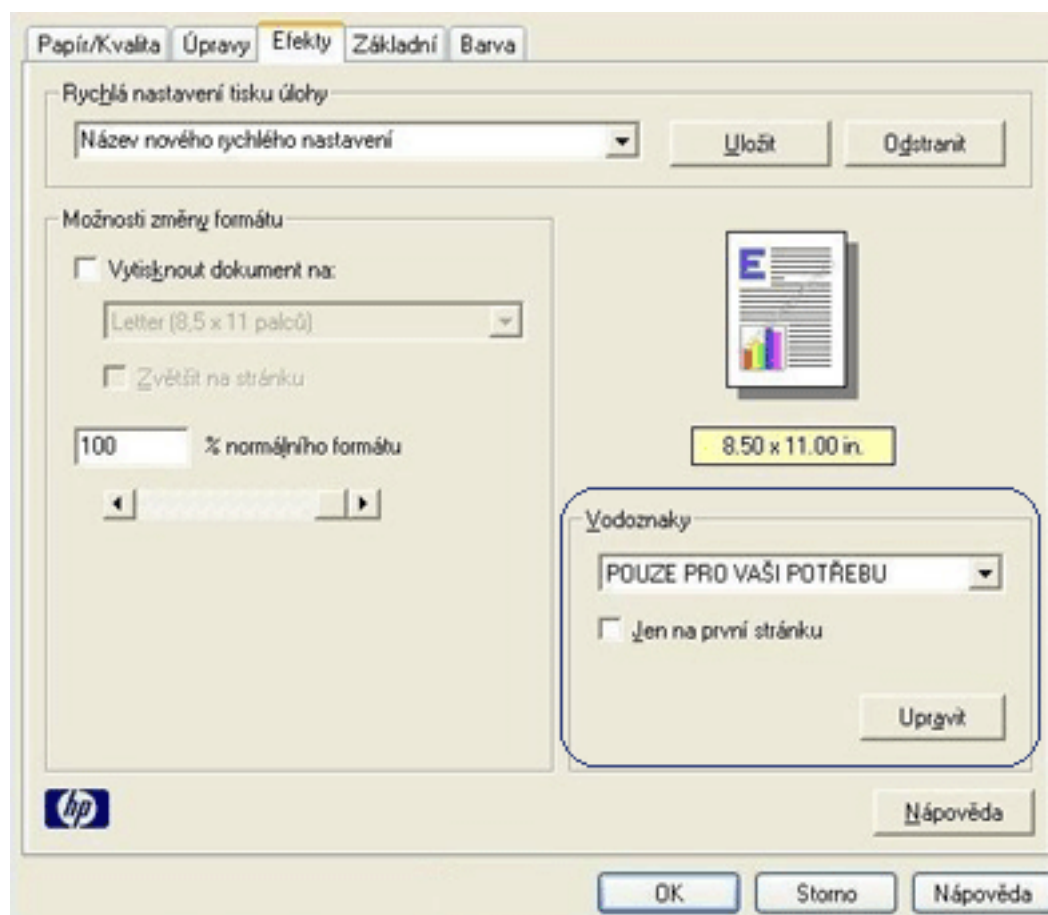 Papír/Kvalita Úpravy Efekty Základní Barva
Rychlá nastavení tisku úlohy
Název nového rychlého nastavení Uložit Odstranit
Možnosti změny formátu
Vytisknout dokument na:
Letter (8,5 x 11 palců)
Zvětšit na stránku
100 % normálního formátu
E
8.50 x 11.00 in.
Vodoznaky
POUZE PRO VAŠI POTŘEBU
Jen na první stránku
Upravit
hp
Nápověda
OK Storno Nápověda